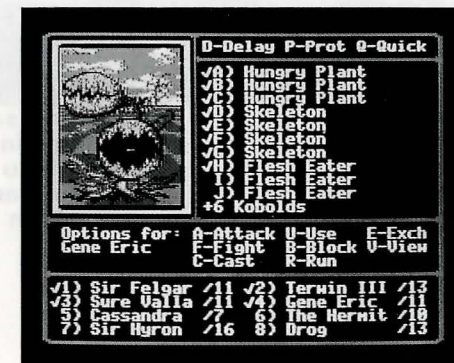 D-Delay P-Prot Q-Quick
√A) Hungry Plant
√B) Hungry Plant
√C) Hungry Plant
√D) Skeleton
√E) Skeleton
√F) Skeleton
√G) Skeleton
√H) Flesh Eater
I) Flesh Eater
J) Flesh Eater
+6 Kobolds
Options for: A-Attack U-Use E-Exch
Gene Eric F-Fight B-Block V-View
C-Cast R-Run
√1) Sir Felgar /11 √2) Terwin III /13
√3) Sure Valla /11 √4) Gene Eric /11
5) Cassandra /7 6) The Hermit /10
7) Sir Hyron /16 8) Drog /13